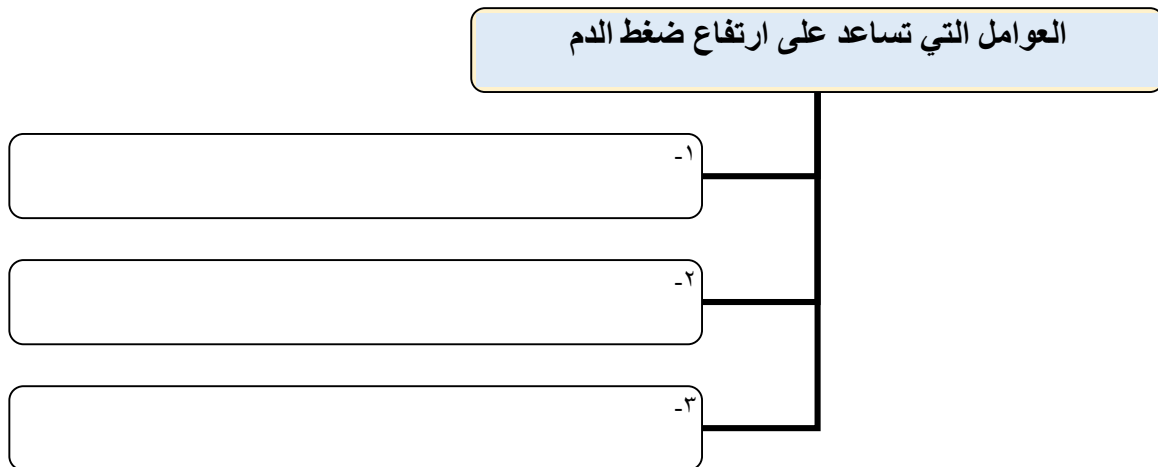 العوامل التي تساعد على ارتفاع ضغط الدم
١-
٢-
٣-